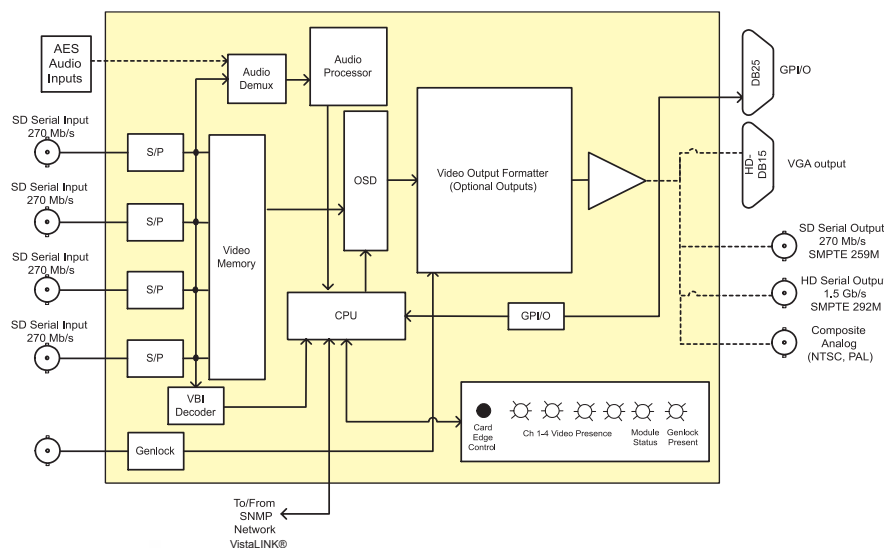 AES
Audio
Inputs
Audio
Demux
Audio
Processor
DB25
GPI/O
SD Serial Input
270 Mb/s
S/P
SD Serial Input
270 Mb/s
S/P
SD Serial Input
270 Mb/s
S/P
SD Serial Input
270 Mb/s
S/P
Video
Memory
OSD
Video Output Formatter
(Optional Outputs)
HD-
DB15
VGA output
SD Serial Output
270 Mb/s
SMPTE 259M
HD Serial Output
1.5 Gb/s
SMPTE 292M
Composite
Analog
(NTSC, PAL)
CPU
GPI/O
VBI
Decoder
Genlock
Card
Edge
Control
Ch 1-4 Video Presence
Module
Status
Genlock
Present
To/From
SNMP
Network
VistaLINK®